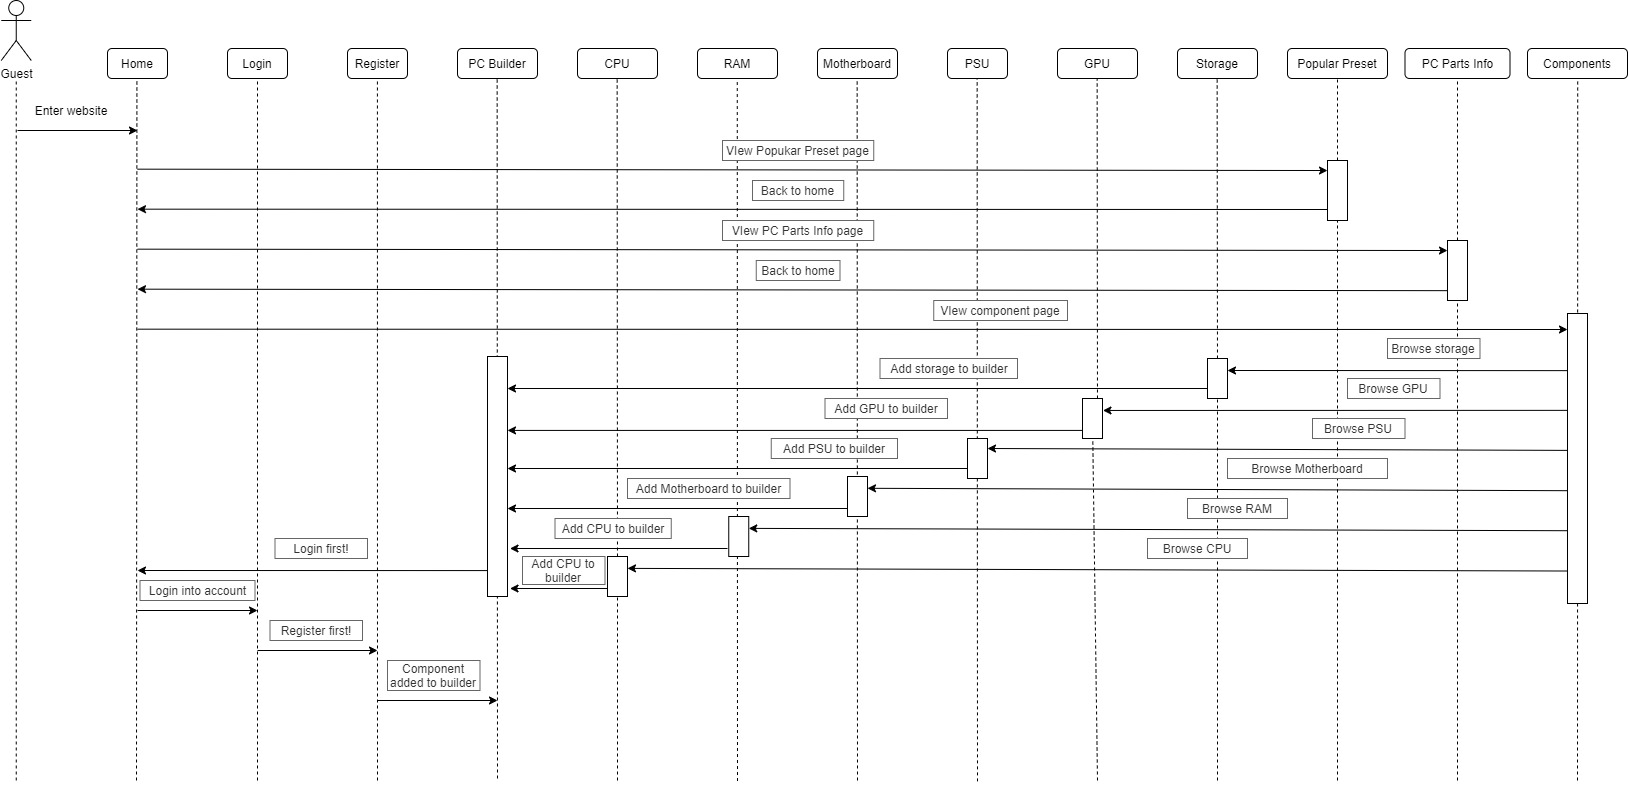 Guest
Home
Login
Register
PC Builder
CPU
RAM
Motherboard
PSU
GPU
Storage
Popular Preset
PC Parts Info
Components
Enter website
VIew Popukar Preset page
Back to home
VIew PC Parts Info page
Back to home
VIew component page
Browse storage
Add storage to builder
Browse GPU
Add GPU to builder
Browse PSU
Add PSU to builder
Browse Motherboard
Add Motherboard to builder
Browse RAM
Add CPU to builder
Browse CPU
Login first!
Add CPU to
builder
Login into account
Register first!
Component
added to builder